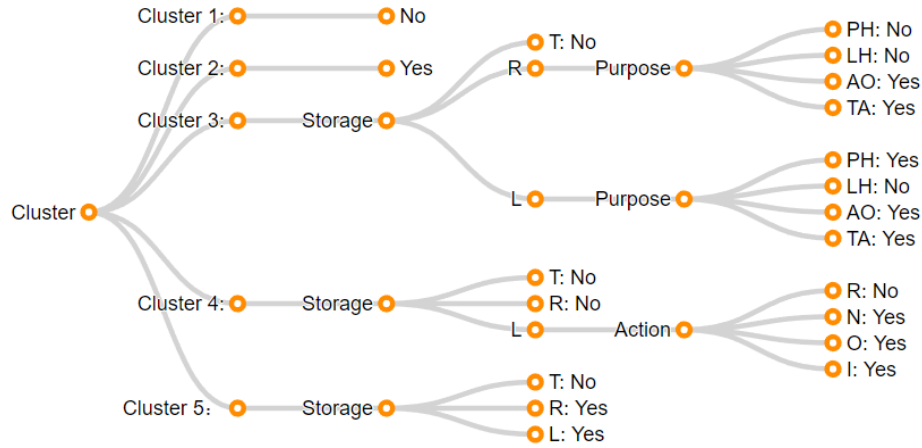 Cluster
Cluster 1:
No
Cluster 2:
Yes
Cluster 3:
Storage
T: No
R
Purpose
PH: No
LH: No
AO: Yes
TA: Yes
L
Purpose
PH: Yes
LH: No
AO: Yes
TA: Yes
Cluster 4:
Storage
T: No
R: No
L
Action
R: No
N: Yes
O: Yes
I: Yes
Cluster 5：
Storage
T: No
R: Yes
L: Yes